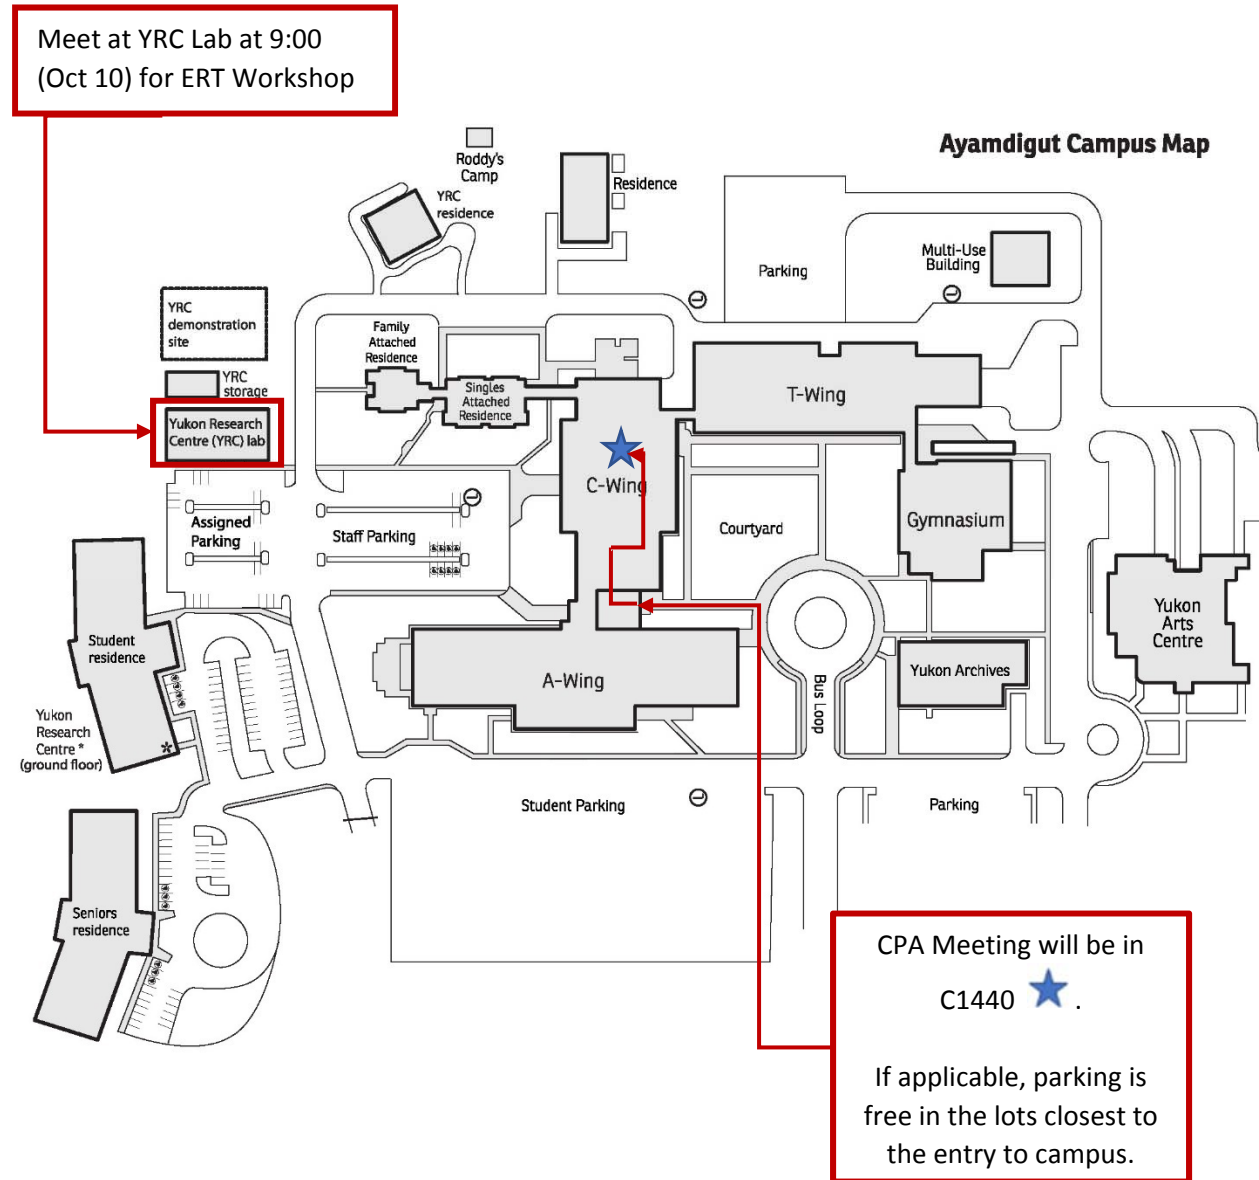 Meet at YRC Lab at 9:00
(Oct 10) for ERT Workshop
Ayamdigut Campus Map
Roddy's
Camp
YRC
residence
Residence
Multi-Use
Building
Parking
YRC
demonstration
site
Family
Attached
Residence
YRC
storage
Singles
Attached
Residence
T-Wing
Yukon Research
Centre (YRC) lab
C-Wing
Assigned
Parking
Staff Parking
Courtyard
Gymnasium
Student
residence
Yukon
Arts
Centre
A-Wing
Yukon Archives
Bus Loop
Yukon
Research
Centre *
(ground floor)
*
Student Parking
Parking
Seniors
residence
CPA Meeting will be in
C1440 .
If applicable, parking is
free in the lots closest to
the entry to campus.